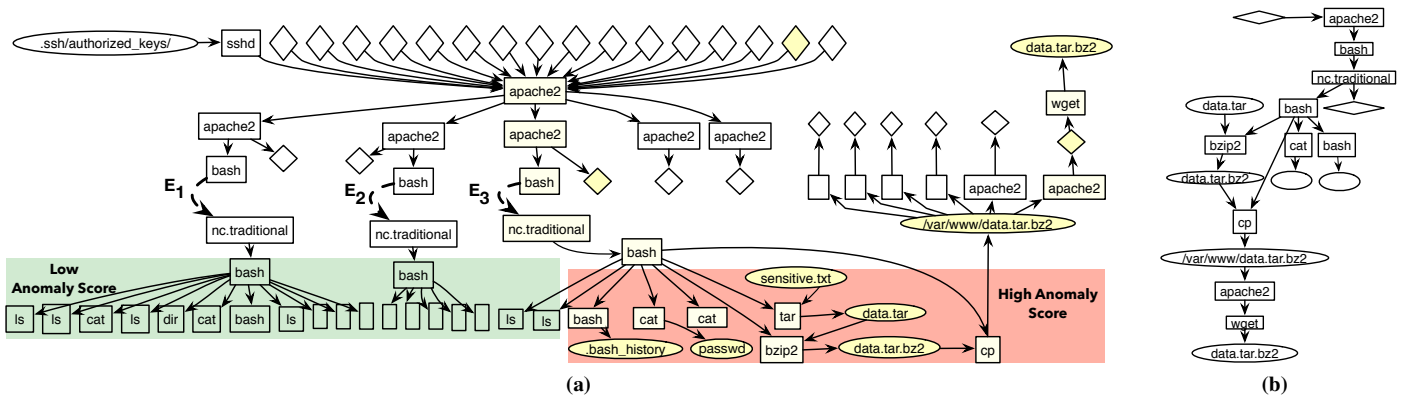 .ssh/authorized_keys/
sshd
apache2
apache2
apache2
apache2
apache2
apache2
bash
bash
bash
E1
E2
E3
nc.traditional
nc.traditional
nc.traditional
Low
Anomaly Score
bash
bash
bash
ls
ls
cat
ls
dir
cat
bash
ls
ls
ls
bash
cat
cat
.bash_history
passwd
sensitive.txt
tar
data.tar
bzip2
data.tar.bz2
cp
High Anomaly
Score
/var/www/data.tar.bz2
apache2
apache2
wget
data.tar.bz2
(a)
apache2
bash
nc.traditional
data.tar
bash
bzip2
cat
bash
data.tar.bz2
cp
/var/www/data.tar.bz2
apache2
wget
data.tar.bz2
(b)